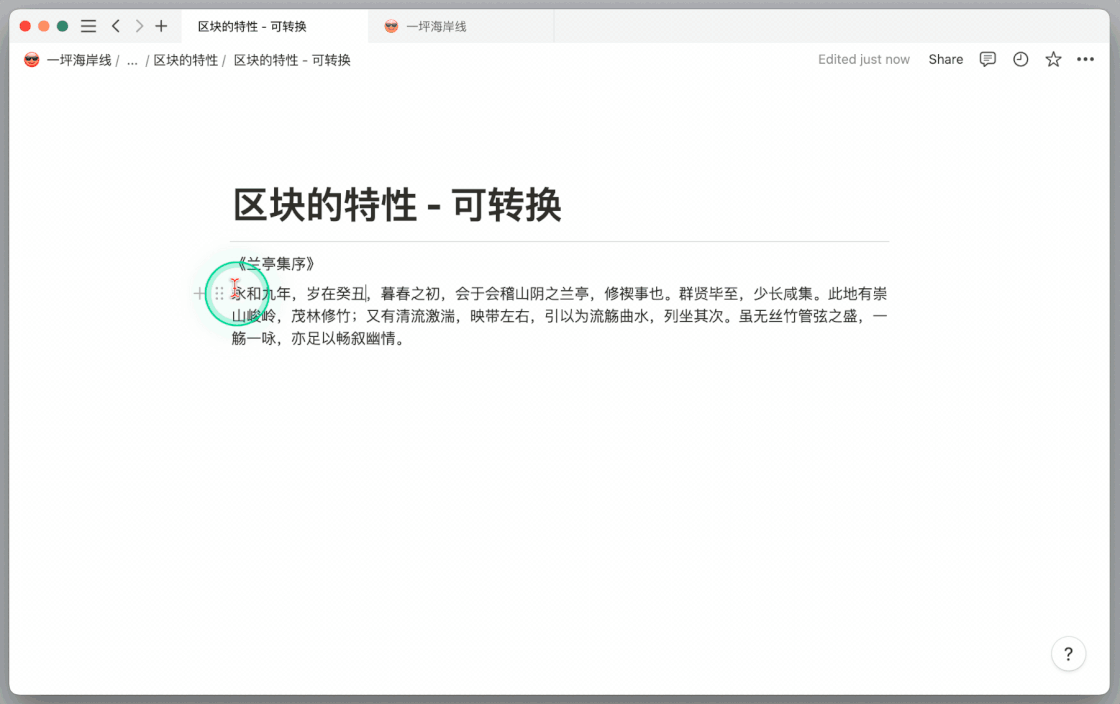 区块的特性 - 可转换
一坪海岸线
一坪海岸线 / ... / 区块的特性 / 区块的特性 - 可转换
Edited just now
Share
区块的特性 - 可转换
《兰亭集序》
永和九年，岁在癸丑，暮春之初，会于会稽山阴之兰亭，修禊事也。群贤毕至，少长咸集。此地有崇
山峻岭，茂林修竹；又有清流激湍，映带左右，引以为流觞曲水，列坐其次。虽无丝竹管弦之盛，一
觞一咏，亦足以畅叙幽情。
?